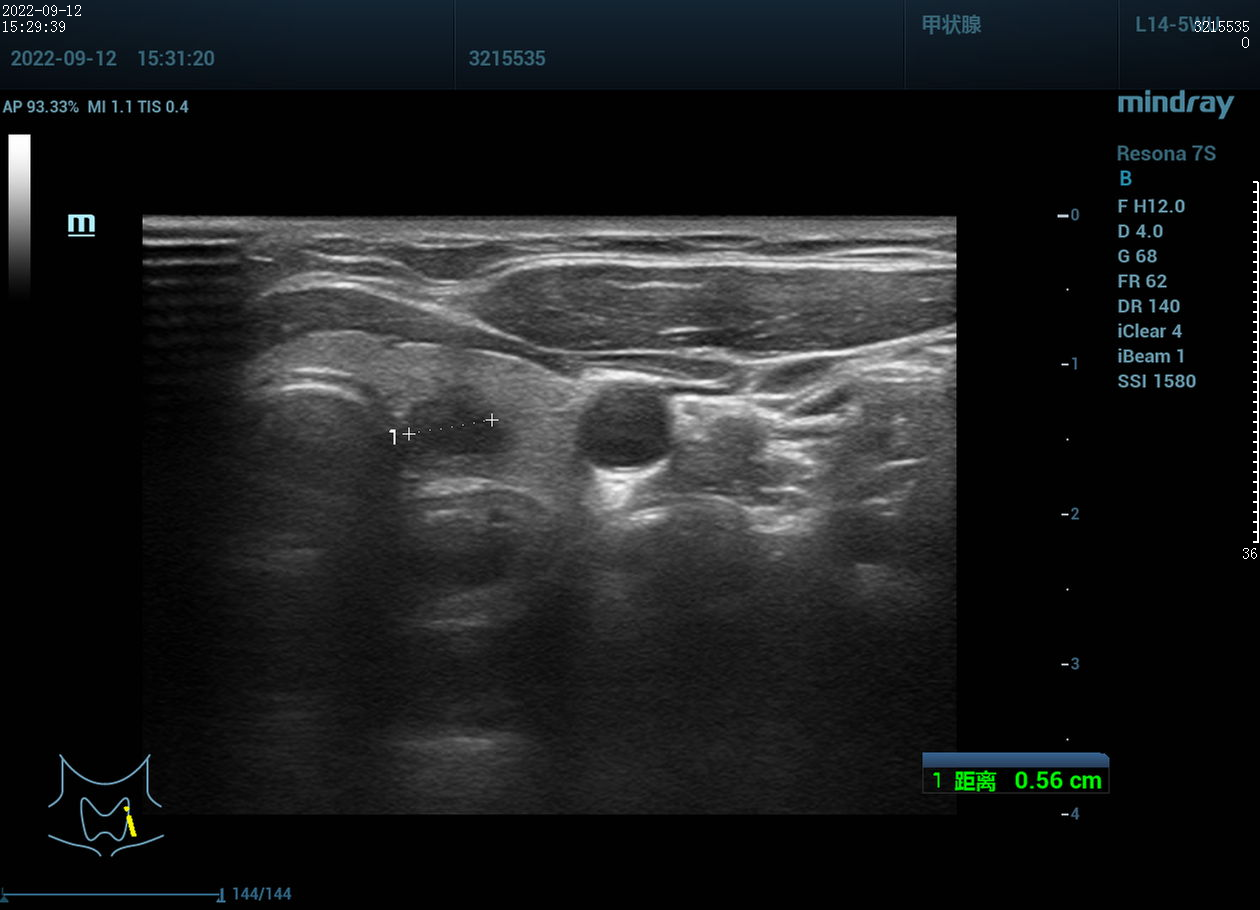 2022-09-12
15:29:39
甲状腺
3215535
0
2022-09-12 15:31:20
3215535
AP 93.33% MI 1.1 TIS 0.4
mindray
Resona 7S
B
F H12.0
D 4.0
G 68
FR 62
DR 140
iClear 4
iBeam 1
SSI 1580
m
0
1
2
3
4
36
1
1 距离 0.56 cm
144/144